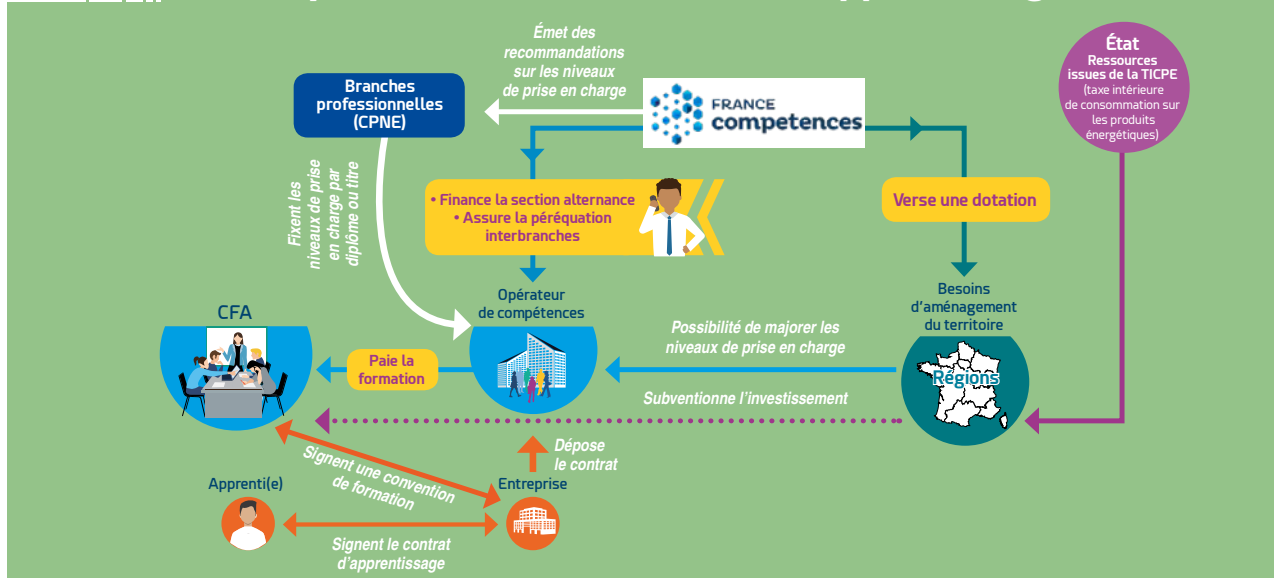 Émet des
recommandations
sur les niveaux
de prise en charge
État
Ressources
issues de la TICPE
(taxe intérieure
de consommation sur
les produits
énergétiques)
Branches
professionnelles
(CPNE)
FRANCE
competences
Fixent les
niveaux de prise
en charge par
diplôme ou titre
• Finance la section alternance
• Assure la péréquation
interbranches
Verse une dotation
Opérateur
de compétences
Besoins
d’aménagement
du territoire
CFA
Possibilité de majorer les
niveaux de prise en charge
Paie la
formation
Régions
Subventionne l’investissement
Signent une convention
de formation
Dépose
le contrat
Apprenti(e)
Entreprise
Signent le contrat
d’apprentissage